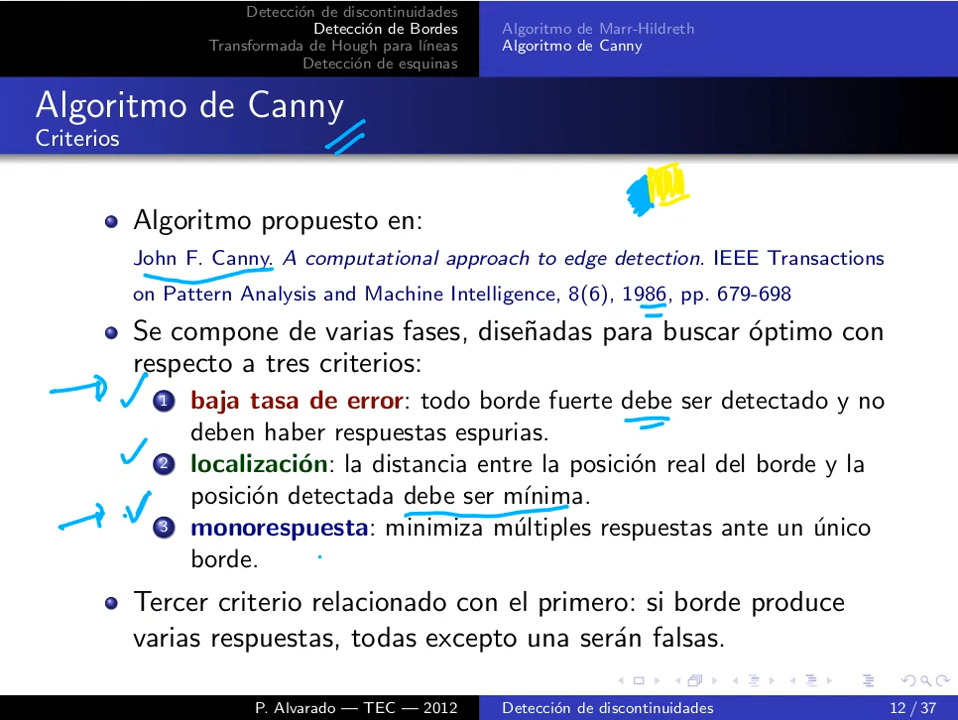 Detección de discontinuidades
Detección de Bordes
Transformada de Hough para líneas
Detección de esquinas
Algoritmo de Marr-Hildreth
Algoritmo de Canny
Algoritmo de Canny
Criterios
Algoritmo propuesto en:
John F. Canny. A computational approach to edge detection. IEEE Transactions
on Pattern Analysis and Machine Intelligence, 8(6), 1986, pp. 679-698
Se compone de varias fases, diseñadas para buscar óptimo con
respecto a tres criterios:
1 baja tasa de error: todo borde fuerte debe ser detectado y no
deben haber respuestas espurias.
2 localización: la distancia entre la posición real del borde y la
posición detectada debe ser mínima.
3 monorespuesta: minimiza múltiples respuestas ante un único
borde.
Tercer criterio relacionado con el primero: si borde produce
varias respuestas, todas excepto una serán falsas.
P. Alvarado — TEC — 2012
Detección de discontinuidades
12 / 37